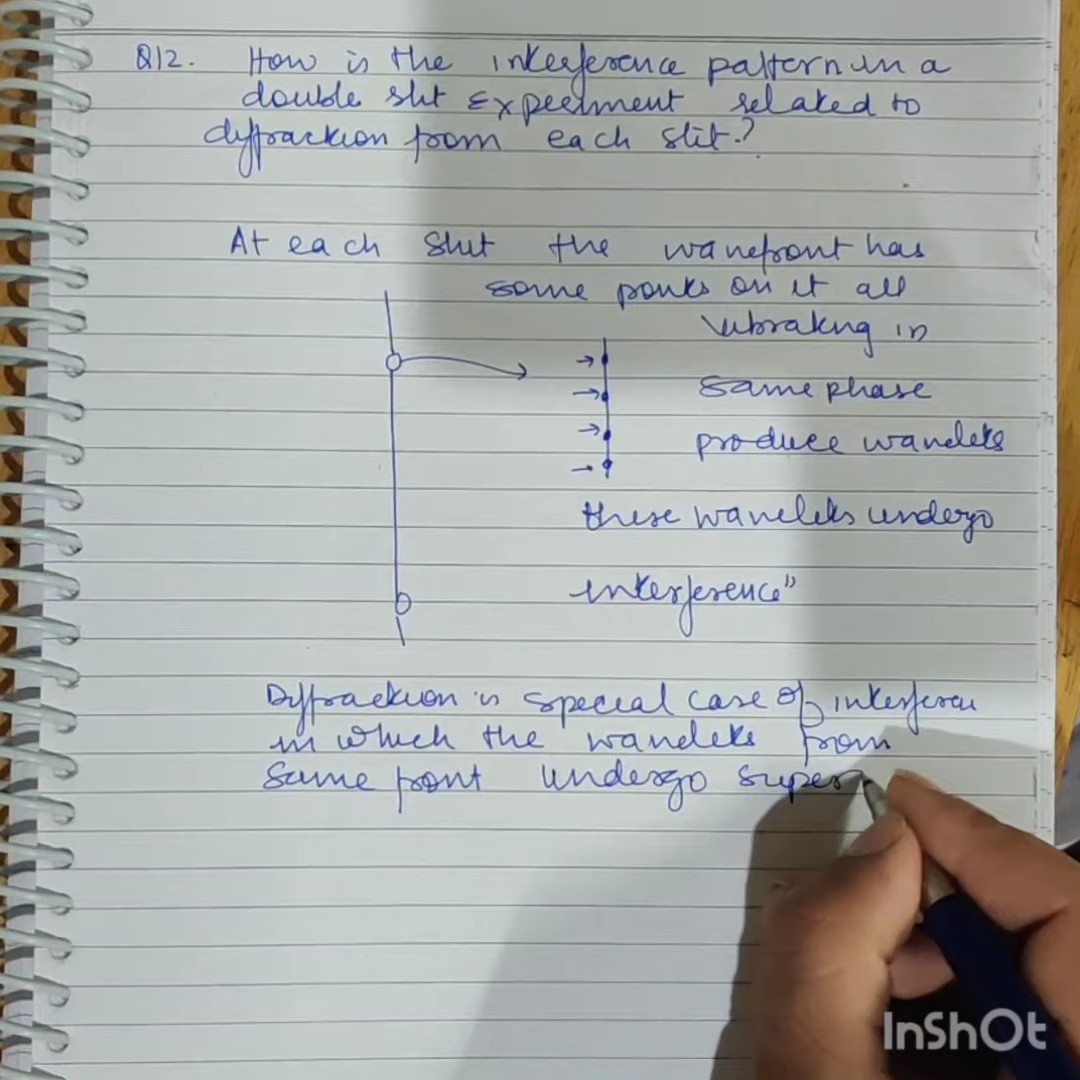 Q12. How is the interference pattern in a
double slit Experiment related to
diffraction from each slit?
At each slit the wavefront has
some points on it all
vibrating in
same phase
produce wavelets
these wavelets undergo
interference"
Diffraction is special case of interferen
in which the wavelets from
same front undergo super
InShOt